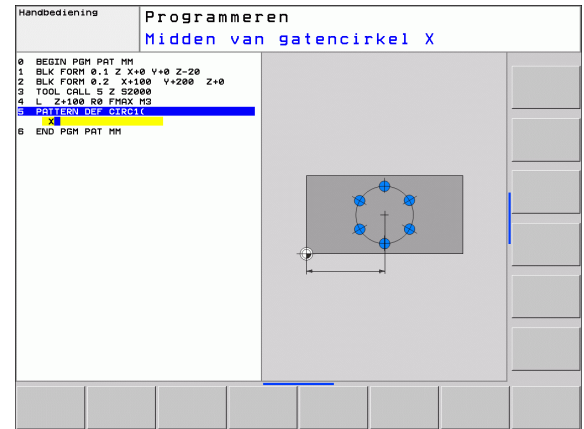 Handbediening
Programmeren
Midden van gatencirkel X
0 BEGIN PGM PAT MM
1 BLK FORM 0.1 Z X+0 Y+0 Z-20
2 BLK FORM 0.2 X+100 Y+200 Z+0
3 TOOL CALL 5 Z S2000
4 L Z+100 R0 FMAX M3
5 PATTERN DEF CIRC1(
X
6 END PGM PAT MM